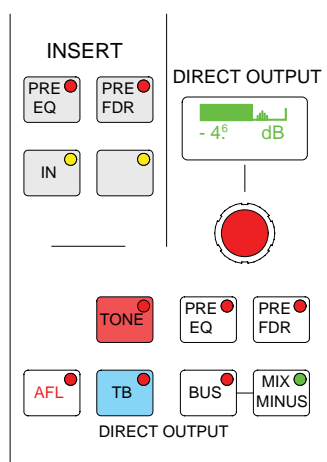 INSERT
PRE EQ
PRE FDR
IN
DIRECT OUTPUT
- 4.⁶ dB
TONE
PRE EQ
PRE FDR
AFL
TB
BUS
MIX MINUS
DIRECT OUTPUT